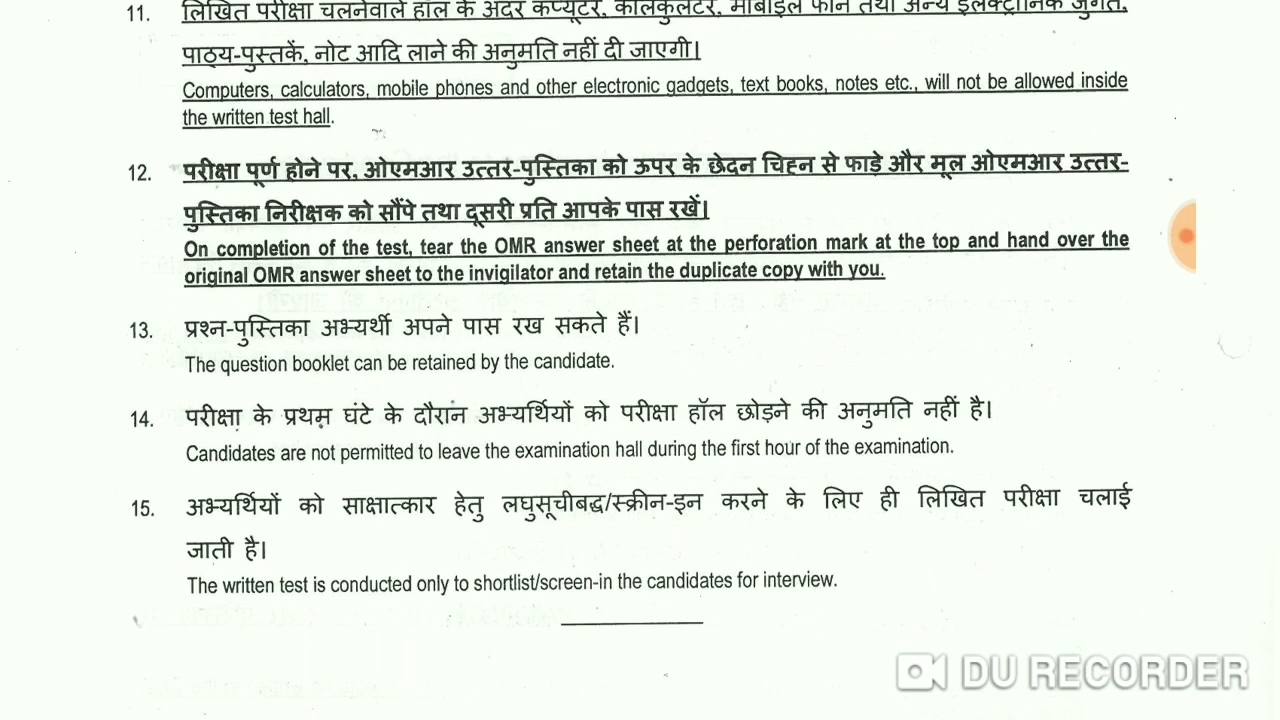 11. लिखित परीक्षा चलनेवाले हॉल के अंदर कंप्यूटर, कालकुलेटर, मोबाइल फोन तथा अन्य इलेक्ट्रॉनिक जुगत,
पाठ्य-पुस्तकें, नोट आदि लाने की अनुमति नहीं दी जाएगी।
Computers, calculators, mobile phones and other electronic gadgets, text books, notes etc., will not be allowed inside
the written test hall.
12. परीक्षा पूर्ण होने पर, ओएमआर उत्तर-पुस्तिका को ऊपर के छेदन चिह्न से फाड़े और मूल ओएमआर उत्तर-
पुस्तिका निरीक्षक को सौंपे तथा दूसरी प्रति आपके पास रखें।
On completion of the test, tear the OMR answer sheet at the perforation mark at the top and hand over the
original OMR answer sheet to the invigilator and retain the duplicate copy with you.
13. प्रश्न-पुस्तिका अभ्यर्थी अपने पास रख सकते हैं।
The question booklet can be retained by the candidate.
14. परीक्षा के प्रथम घंटे के दौरान अभ्यर्थियों को परीक्षा हॉल छोड़ने की अनुमति नहीं है।
Candidates are not permitted to leave the examination hall during the first hour of the examination.
15. अभ्यर्थियों को साक्षात्कार हेतु लघुसूचीबद्ध/स्क्रीन-इन करने के लिए ही लिखित परीक्षा चलाई
जाती है।
The written test is conducted only to shortlist/screen-in the candidates for interview.
DU RECORDER